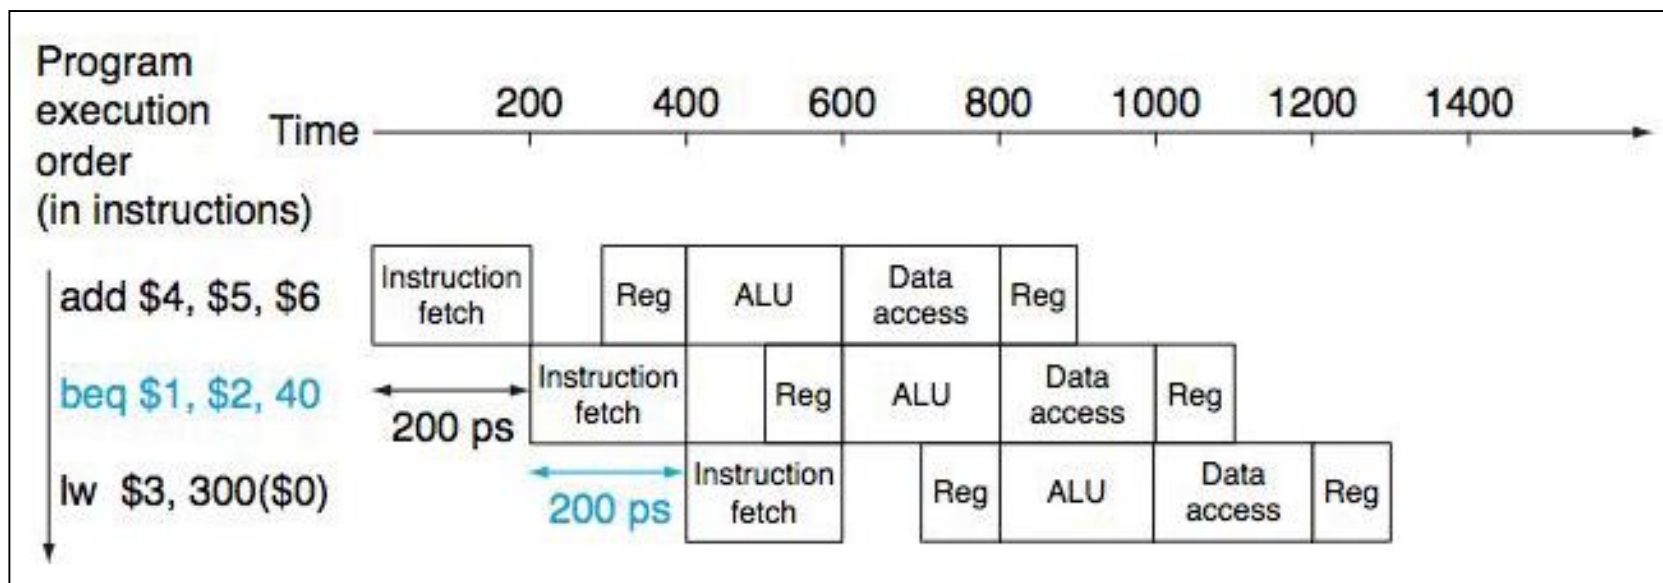 Program
execution
order
(in instructions)
Time
200 400 600 800 1000 1200 1400
add $4, $5, $6
Instruction
fetch
Reg
ALU
Data
access
Reg
beq $1, $2, 40
200 ps
Instruction
fetch
Reg
ALU
Data
access
Reg
lw $3, 300($0)
200 ps
Instruction
fetch
Reg
ALU
Data
access
Reg